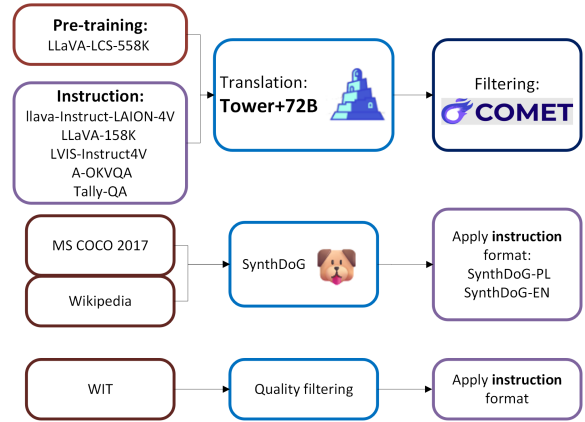 Pre-training:
LLaVA-LCS-558K
Instruction:
llava-Instruct-LAION-4V
LLaVA-158K
LVIS-Instruct4V
A-OKVQA
Tally-QA
Translation:
Tower+72B
Filtering:
COMET
MS COCO 2017
Wikipedia
SynthDoG
Apply instruction
format:
SynthDoG-PL
SynthDoG-EN
WIT
Quality filtering
Apply instruction
format